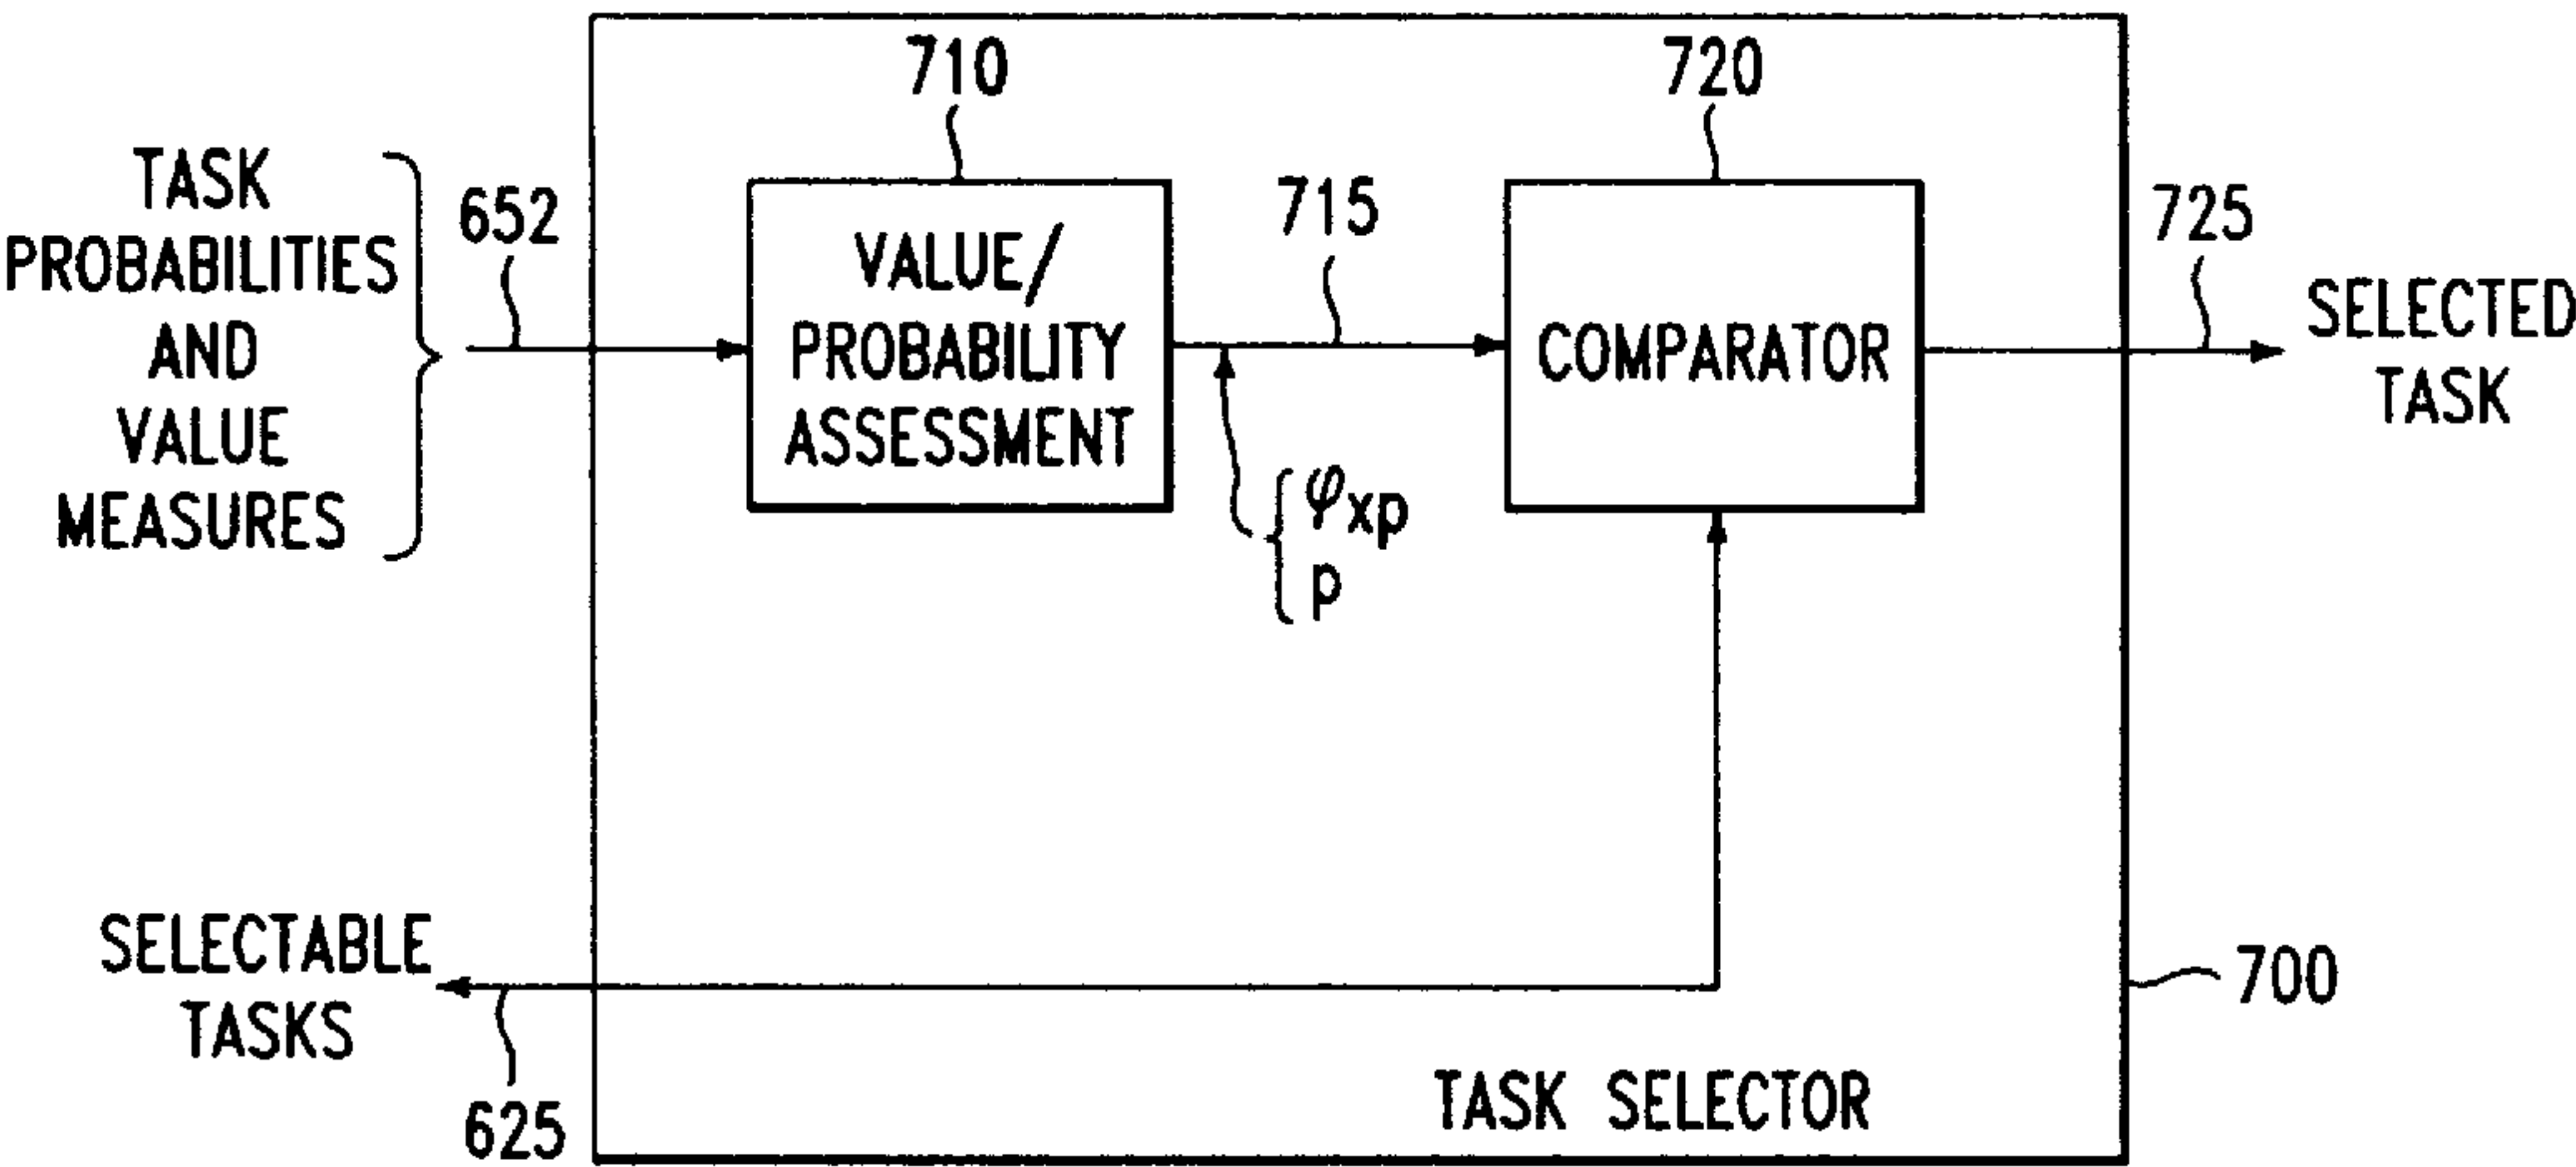 710
720
TASK
PROBABILITIES
AND
VALUE
MEASURES
652
VALUE/
PROBABILITY
ASSESSMENT
715
φxp
p
COMPARATOR
725
SELECTED
TASK
SELECTABLE
TASKS
625
700
TASK SELECTOR